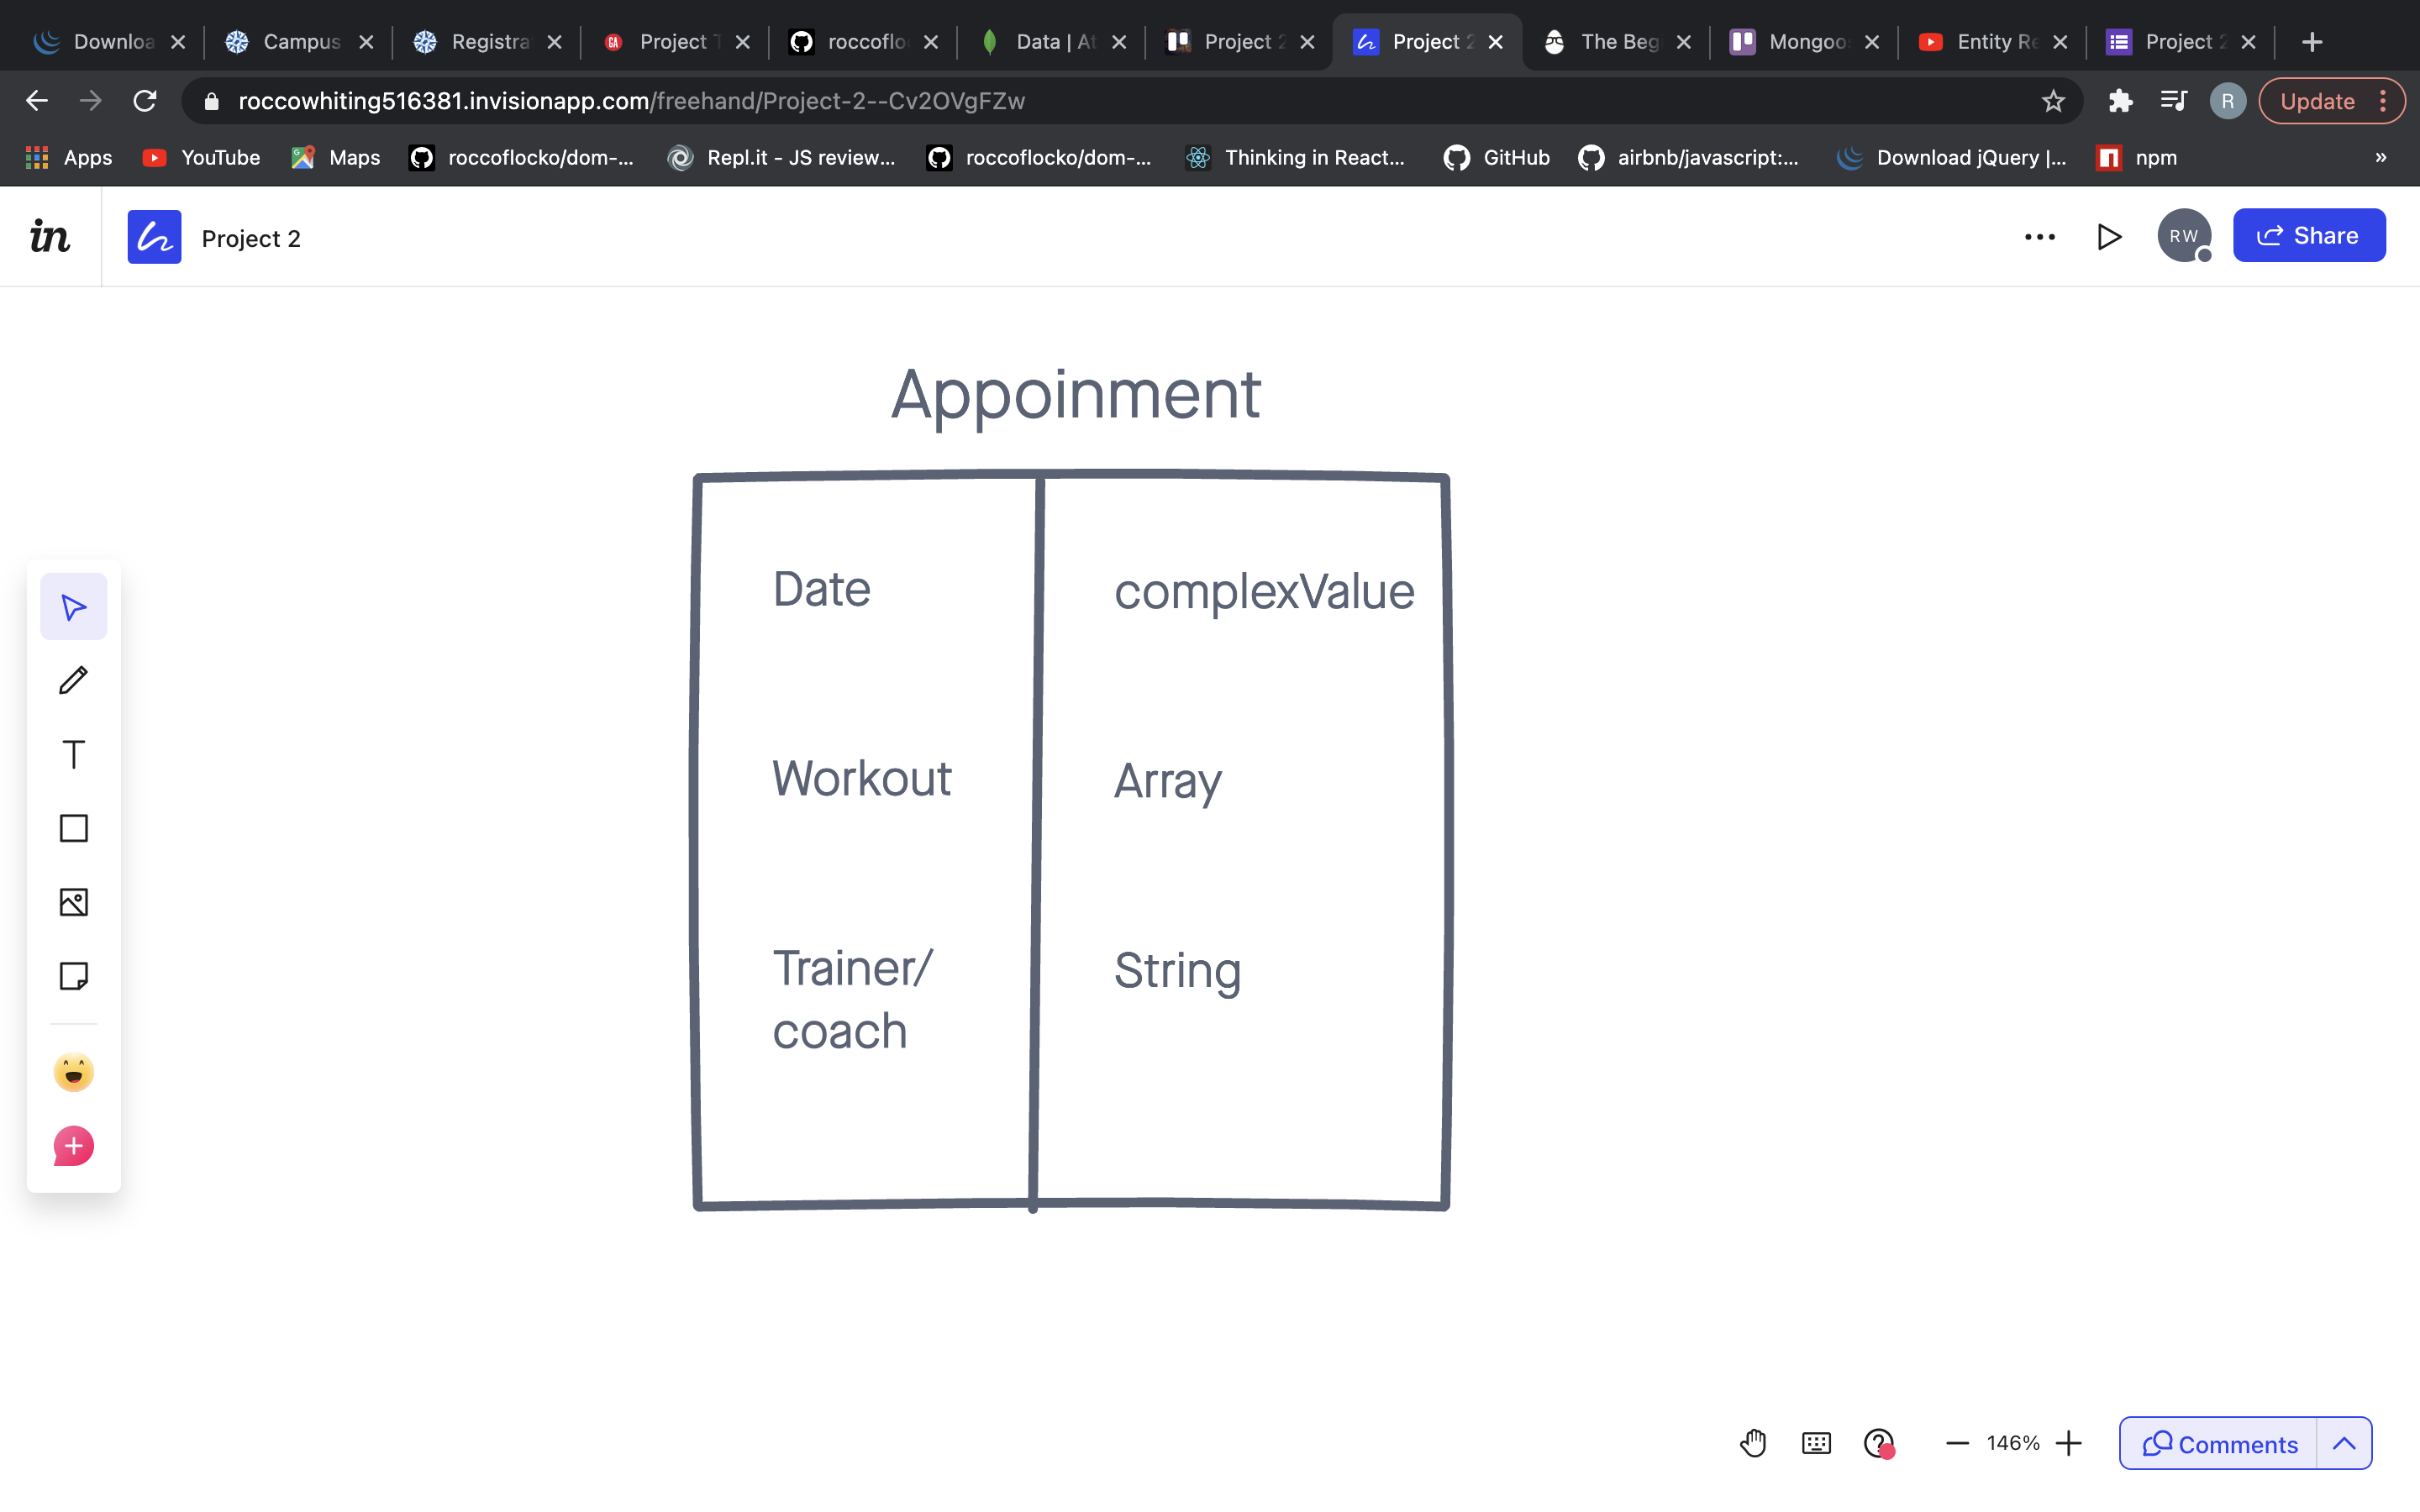 Downloa Campus Registra Project T roccoflo Data | At Project 2 Project 2 The Beg Mongoo Entity Re Project 2
roccowhiting516381.invisionapp.com/freehand/Project-2--Cv2OVgFZw R Update
Apps YouTube Maps roccoflocko/dom-... Repl.it - JS review... roccoflocko/dom-... Thinking in React... GitHub airbnb/javascript:... Download jQuery |... npm »
in Project 2 RW Share
Appoinment
Date complexValue
Workout Array
Trainer/ String
coach
146% Comments